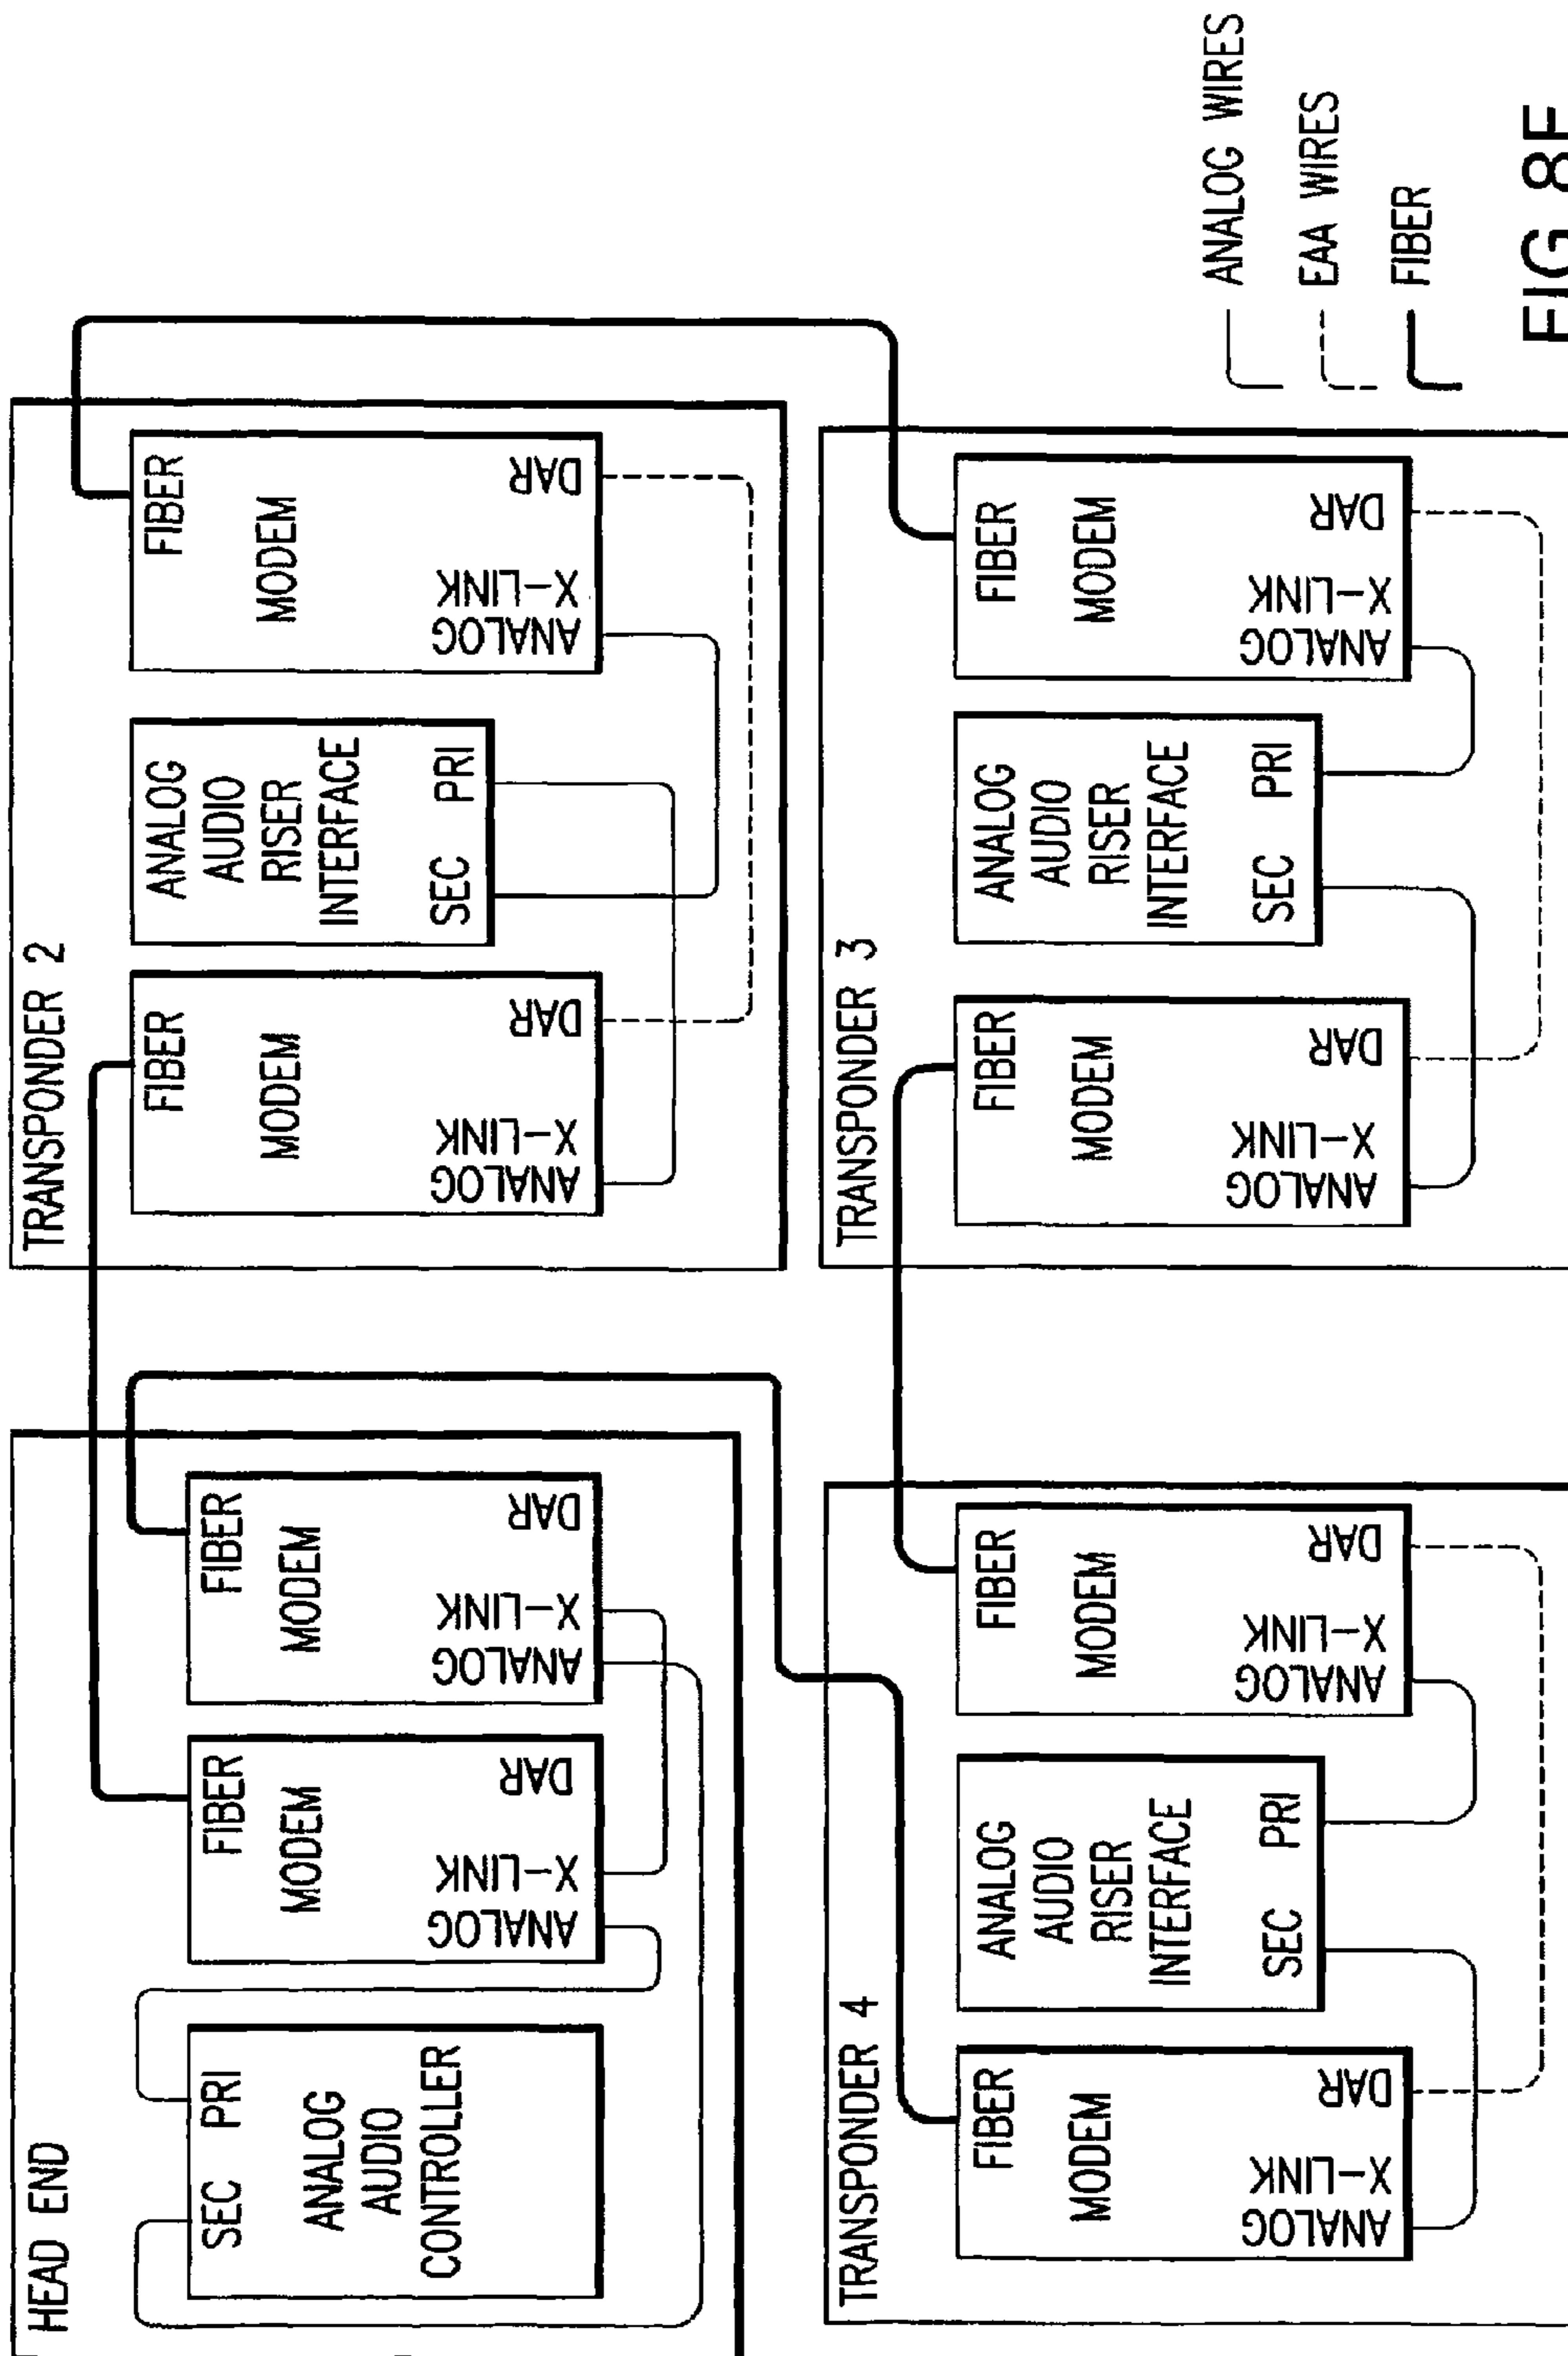 HEAD END
SEC PRI
ANALOG
AUDIO
CONTROLLER
FIBER
MODEM
ANALOG
X-LINK
DAR
FIBER
MODEM
ANALOG
X-LINK
DAR
TRANSPONDER 2
FIBER
MODEM
ANALOG
X-LINK
DAR
ANALOG
AUDIO
RISER
INTERFACE
SEC PRI
FIBER
MODEM
ANALOG
X-LINK
DAR
TRANSPONDER 4
FIBER
MODEM
ANALOG
X-LINK
DAR
ANALOG
AUDIO
RISER
INTERFACE
SEC PRI
FIBER
MODEM
ANALOG
X-LINK
DAR
TRANSPONDER 3
FIBER
MODEM
ANALOG
X-LINK
DAR
ANALOG
AUDIO
RISER
INTERFACE
SEC PRI
FIBER
MODEM
ANALOG
X-LINK
DAR
ANALOG WIRES
EAA WIRES
FIBER